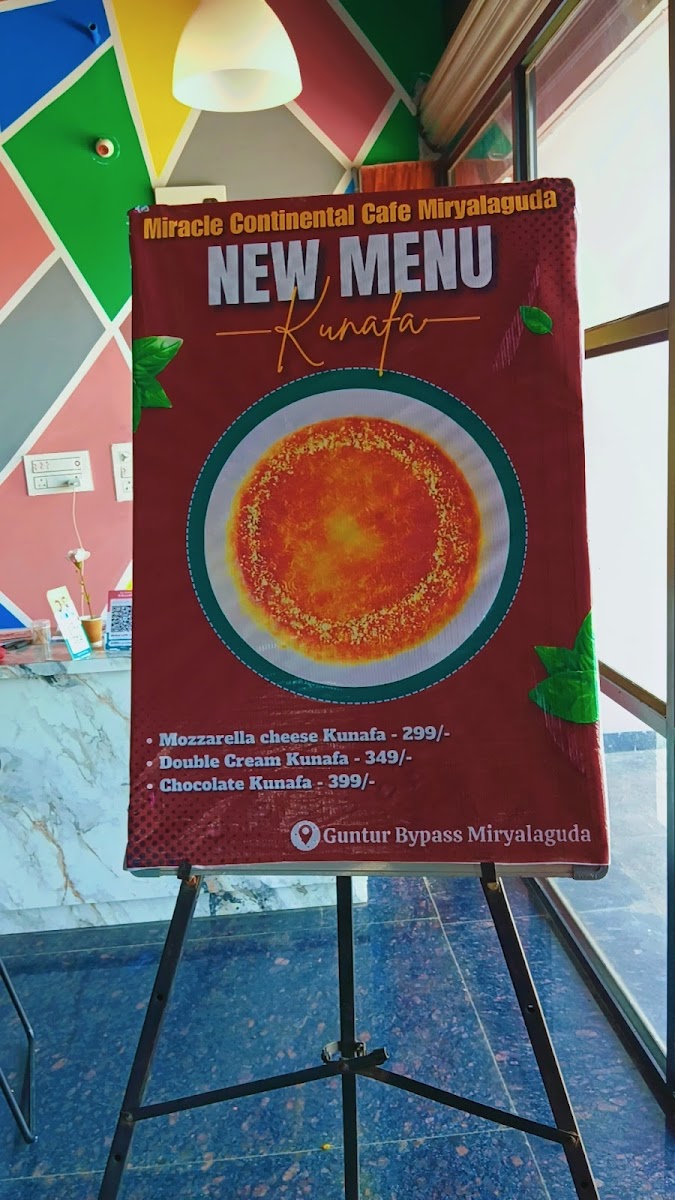 Miracle Continental Cafe Miryalaguda
NEW MENU
Kunafa
• Mozzarella cheese Kunafa - 299/-
• Double Cream Kunafa - 349/-
• Chocolate Kunafa - 399/-
Guntur Bypass Miryalaguda